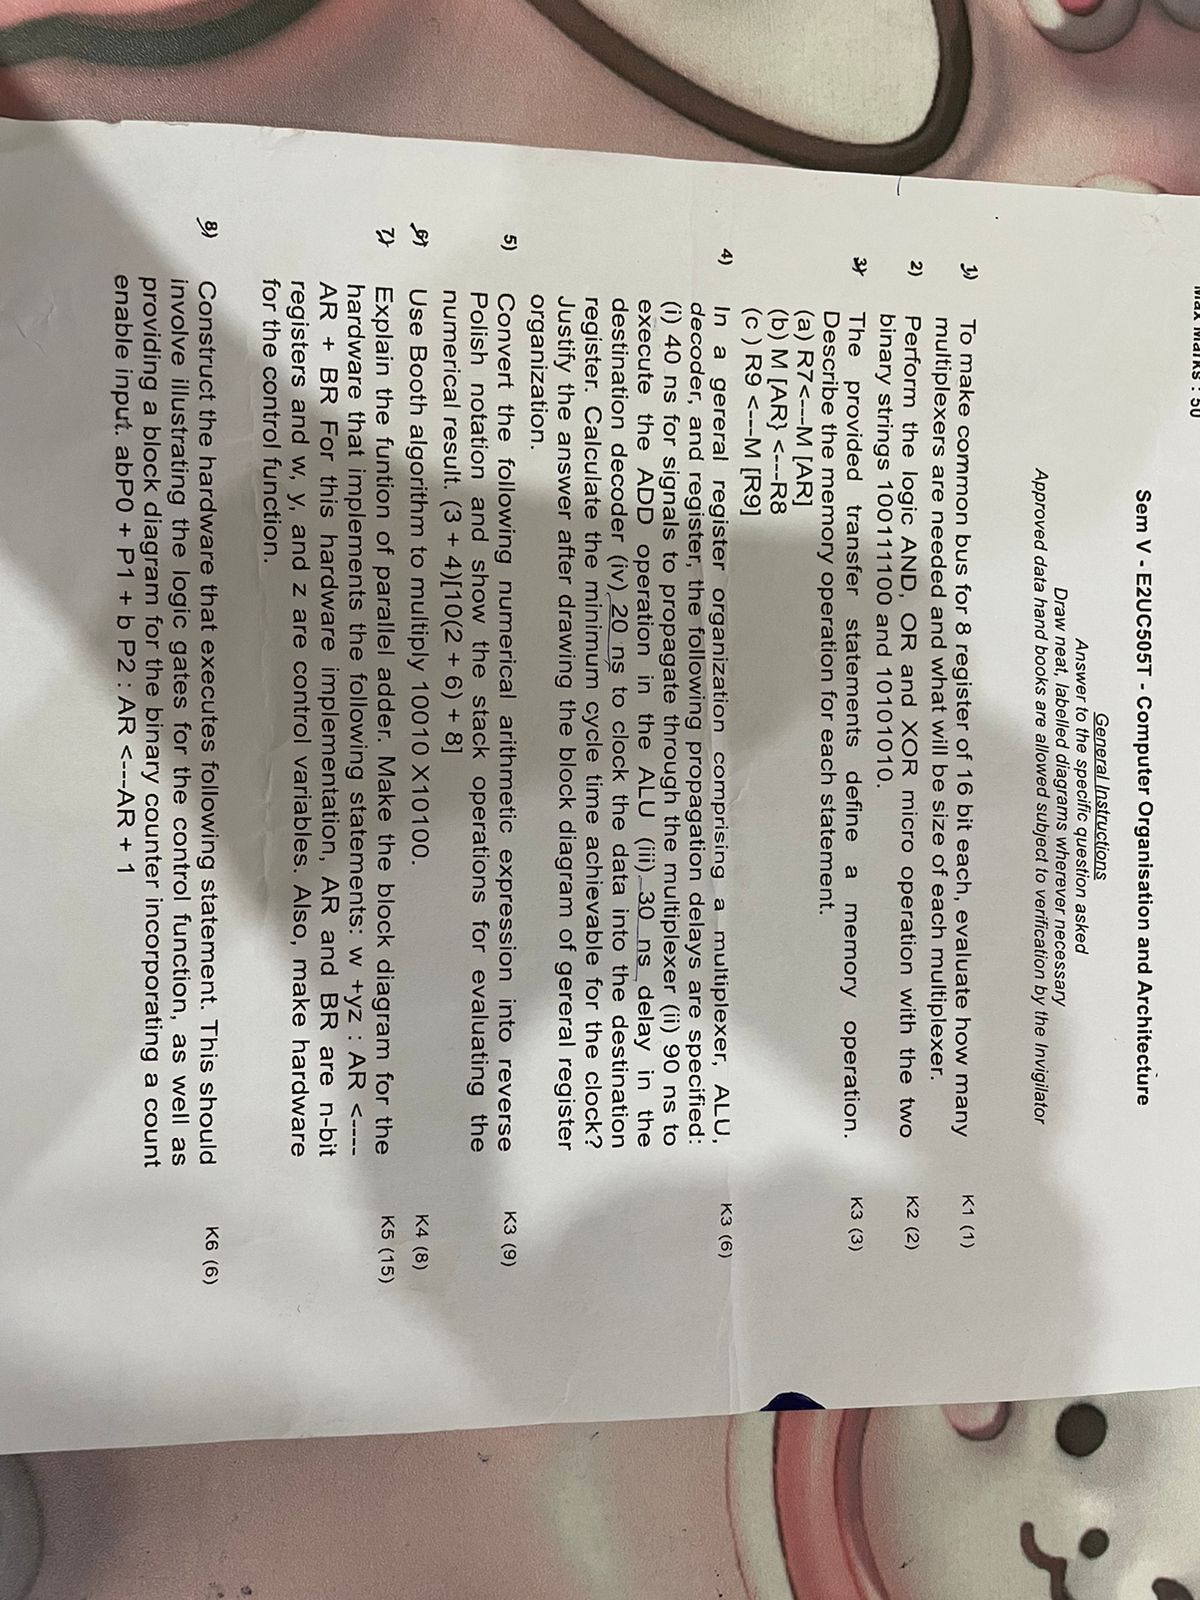 Max Marks : 50
Sem V - E2UC505T - Computer Organisation and Architecture
General Instructions
Answer to the specific question asked
Draw neat, labelled diagrams wherever necessary
Approved data hand books are allowed subject to verification by the Invigilator
1) To make common bus for 8 register of 16 bit each, evaluate how many K1 (1)
multiplexers are needed and what will be size of each multiplexer.
2) Perform the logic AND, OR and XOR micro operation with the two K2 (2)
binary strings 10011100 and 10101010.
3) The provided transfer statements define a memory operation. K3 (3)
Describe the memory operation for each statement.
(a) R7<---M [AR]
(b) M [AR} <---R8
(c ) R9 <---M [R9]
4) In a gereral register organization comprising a multiplexer, ALU, K3 (6)
decoder, and register, the following propagation delays are specified:
(i) 40 ns for signals to propagate through the multiplexer (ii) 90 ns to
execute the ADD operation in the ALU (iii) 30 ns delay in the
destination decoder (iv) 20 ns to clock the data into the destination
register. Calculate the minimum cycle time achievable for the clock?
Justify the answer after drawing the block diagram of gereral register
organization.
5) Convert the following numerical arithmetic expression into reverse K3 (9)
Polish notation and show the stack operations for evaluating the
numerical result. (3 + 4)[10(2 + 6) + 8]
6) Use Booth algorithm to multiply 10010 X10100. K4 (8)
7) Explain the funtion of parallel adder. Make the block diagram for the K5 (15)
hardware that implements the following statements: w +yz : AR <----
AR + BR For this hardware implementation, AR and BR are n-bit
registers and w, y, and z are control variables. Also, make hardware
for the control function.
8) Construct the hardware that executes following statement. This should K6 (6)
involve illustrating the logic gates for the control function, as well as
providing a block diagram for the binary counter incorporating a count
enable input. abP0 + P1 + b P2 : AR <---AR + 1